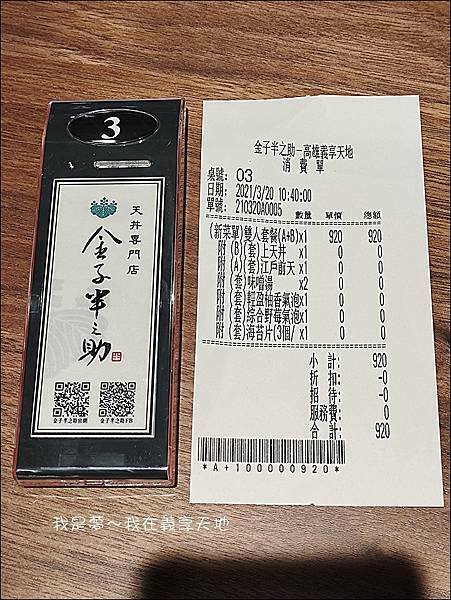 3
天丼専門店
金子半之助
金子半之助官網
金子半之助FB
金子半之助－高雄義享天地
消 費 單
桌號: 03
日期: 2021/3/20 10:40:00
單號: 210320A0005
數量 單價 總額
(新菜單)雙人套餐(A+B)x1 920 920
附 (B)(套)上天丼 x1 0 0
附 (A)(套)江戶前天 x1 0 0
附 (套)味噌湯 x2 0 0
附 (套)輕盈柚香氣泡x1 0 0
附 (套)綜合野莓氣泡x1 0 0
附 (套)海苔片(3個/ x1 0 0
小 計: 920
折 扣: -0
招 待: -0
服務費: 0
合 計: 920
*A+100000920*
我是夢～我在義享天地